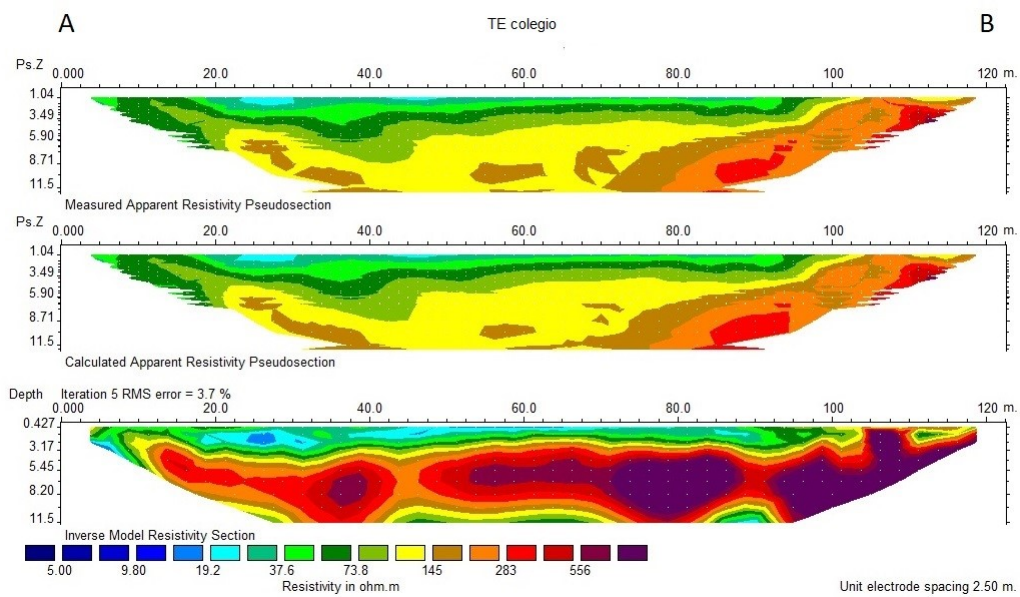 A TE colegio B
Ps.Z 0.000 20.0 40.0 60.0 80.0 100 120 m.
1.04
3.49
5.90
8.71
11.5
Measured Apparent Resistivity Pseudosection
Ps.Z 0.000 20.0 40.0 60.0 80.0 100 120 m.
1.04
3.49
5.90
8.71
11.5
Calculated Apparent Resistivity Pseudosection
Depth Iteration 5 RMS error = 3.7 %
0.000 20.0 40.0 60.0 80.0 100 120 m.
0.427
3.17
5.45
8.20
11.5
Inverse Model Resistivity Section
5.00 9.80 19.2 37.6 73.8 145 283 556
Resistivity in ohm.m Unit electrode spacing 2.50 m.